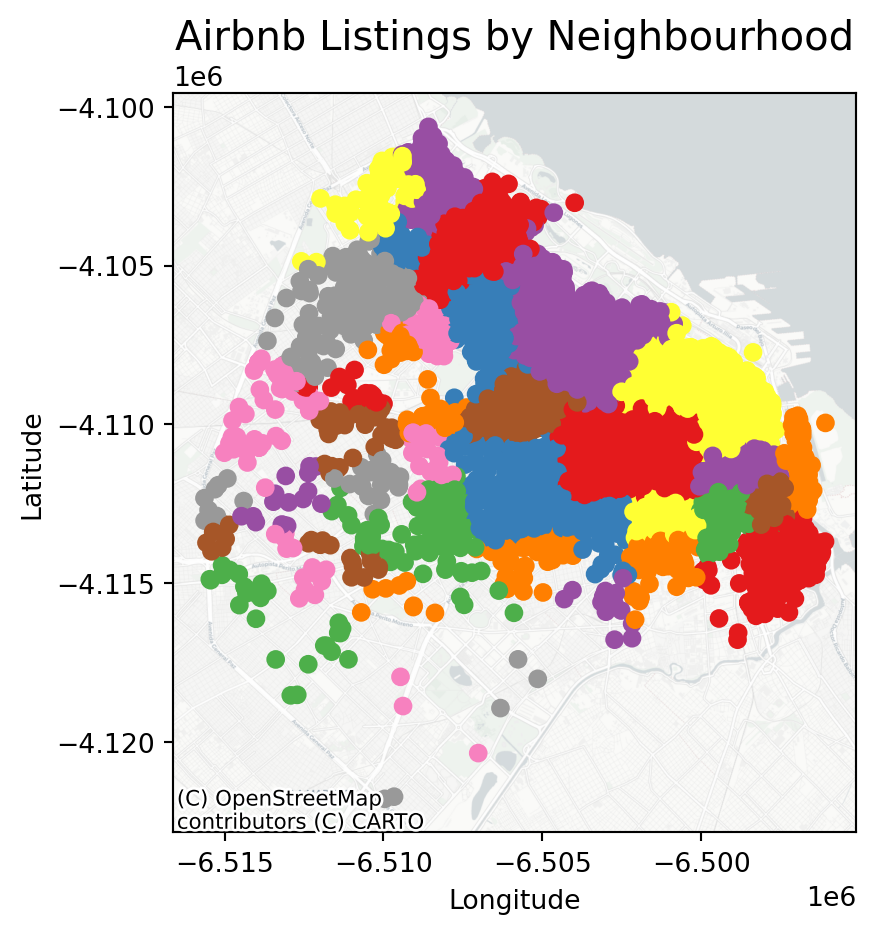 Airbnb Listings by Neighbourhood
1e6
−4.100
−4.105
−4.110
−4.115
−4.120
Latitude
(C) OpenStreetMap
contributors (C) CARTO
−6.515
−6.510
−6.505
−6.500
Longitude
1e6